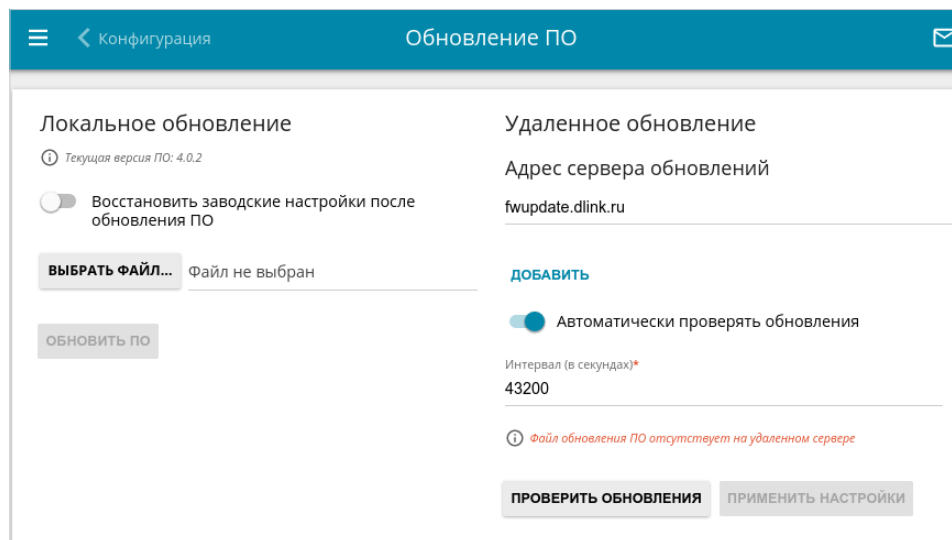 Конфигурация
Обновление ПО
Локальное обновление
Текущая версия ПО: 4.0.2
Восстановить заводские настройки после
обновления ПО
ВЫБРАТЬ ФАЙЛ...
Файл не выбран
ОБНОВИТЬ ПО
Удаленное обновление
Адрес сервера обновлений
fwupdate.dlink.ru
ДОБАВИТЬ
Автоматически проверять обновления
Интервал (в секундах)*
43200
Файл обновления ПО отсутствует на удаленном сервере
ПРОВЕРИТЬ ОБНОВЛЕНИЯ
ПРИМЕНИТЬ НАСТРОЙКИ